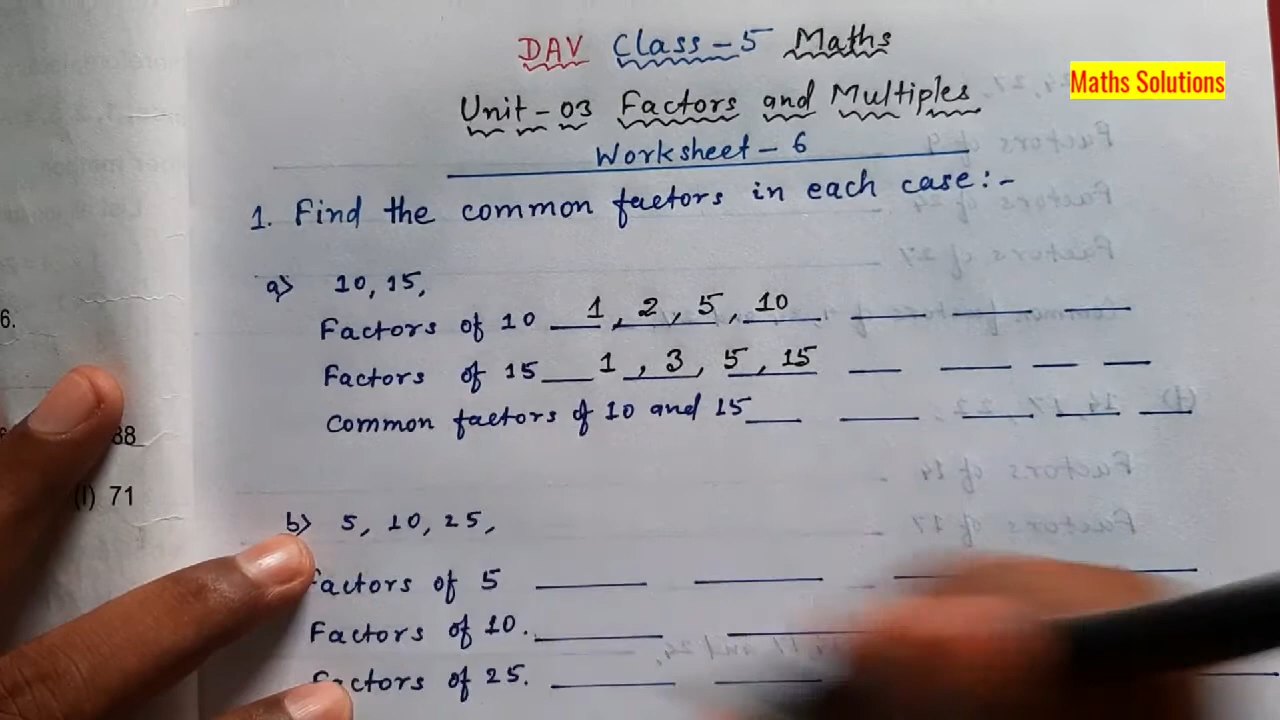 DAV Class-5 Maths
Maths Solutions
Unit-03 Factors and Multiples
Worksheet-6
1. Find the common factors in each case:-
a) 10, 15,
Factors of 10 1, 2, 5, 10
6.
Factors of 15 1, 3, 5, 15
Common factors of 10 and 15
88
(l) 71
b) 5, 10, 25,
Factors of 5
Factors of 10.
Factors of 25.